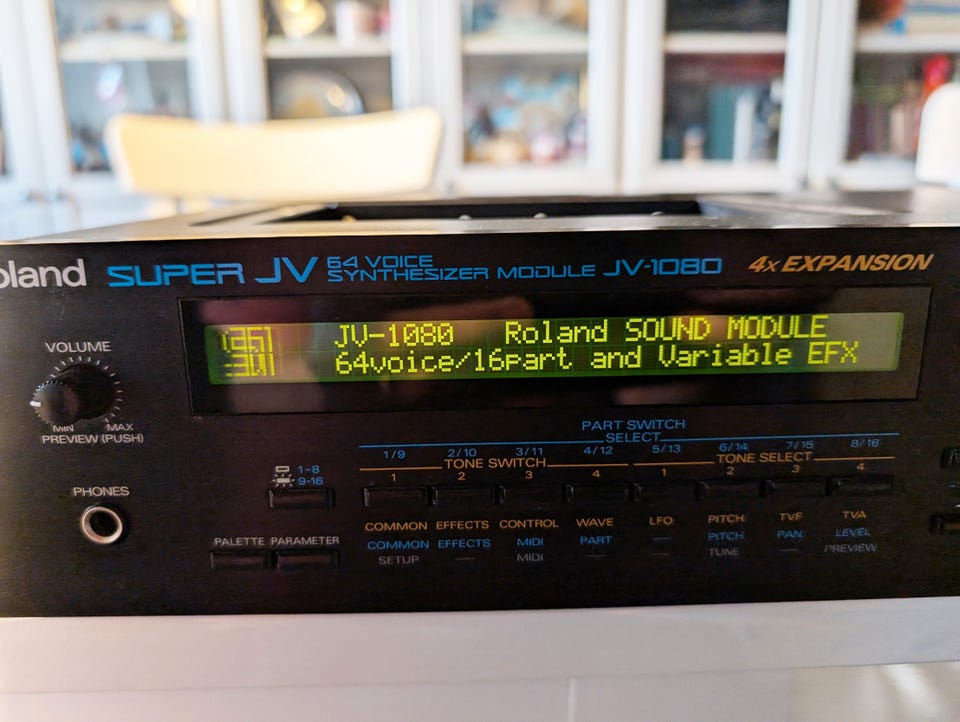 oland SUPER JV 64 VOICE SYNTHESIZER MODULE JV-1080 4x EXPANSION
JV-1080 Roland SOUND MODULE
64voice/16part and Variable EFX
VOLUME
MIN MAX
PREVIEW (PUSH)
PHONES
PART SWITCH
SELECT
1/9 2/10 3/11 4/12 5/13 6/14 7/15 8/16
TONE SWITCH TONE SELECT
1 2 3 4 1 2 3 4
1-8
9-16
COMMON EFFECTS CONTROL WAVE LFO PITCH TVF TVA
COMMON EFFECTS MIDI PART PITCH PAN LEVEL
SETUP MIDI TUNE PREVIEW
PALETTE PARAMETER